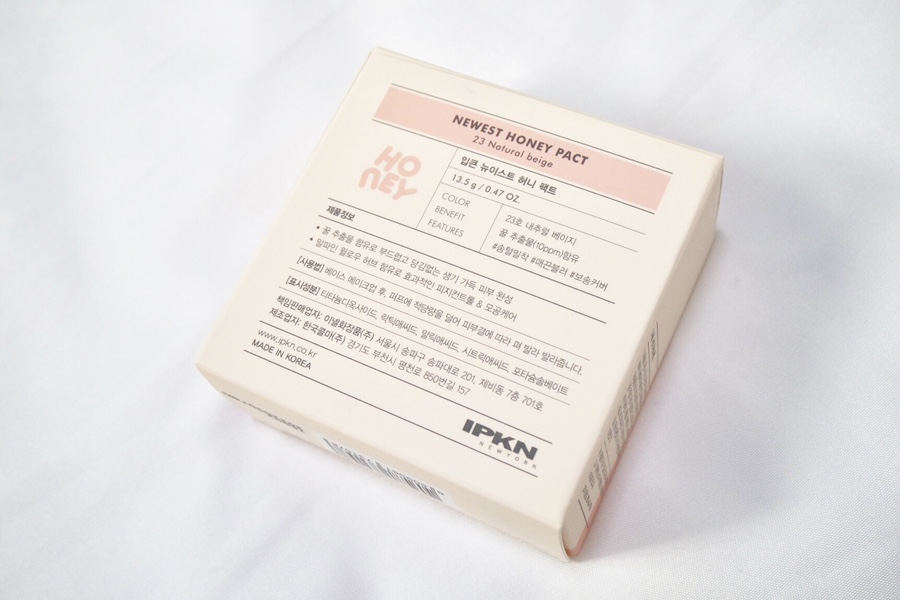 NEWEST HONEY PACT
23 Natural beige
HO
NEY
입큰 뉴이스트 허니 팩트
13.5 g / 0.47 OZ.
COLOR 23호 내추럴 베이지
BENEFIT 꿀 추출물(10ppm)함유
FEATURES #숨털밀착 #매끈블러 #보송커버
제품정보
• 꿀 추출물 함유로 부드럽고 당김없는 생기 가득 피부 완성
• 알파인 윌로우 허브 함유로 효과적인 피지컨트롤 & 모공케어
[사용법] 베이스 메이크업 후, 퍼프에 적당량을 덜어 피부결에 따라 펴 발라 발라줍니다.
[표시성분] 티타늄디옥사이드, 락틱애씨드, 말릭애씨드, 시트릭애씨드, 포타슘솔베이트
책임판매업자: 이넬화장품(주) 서울시 송파구 송파대로 201, 제비동 7층 701호
제조업자: 한국콜마(주) 경기도 부천시 평천로 850번길 157
www.ipkn.co.kr
MADE IN KOREA
IPKN
NEWYORK